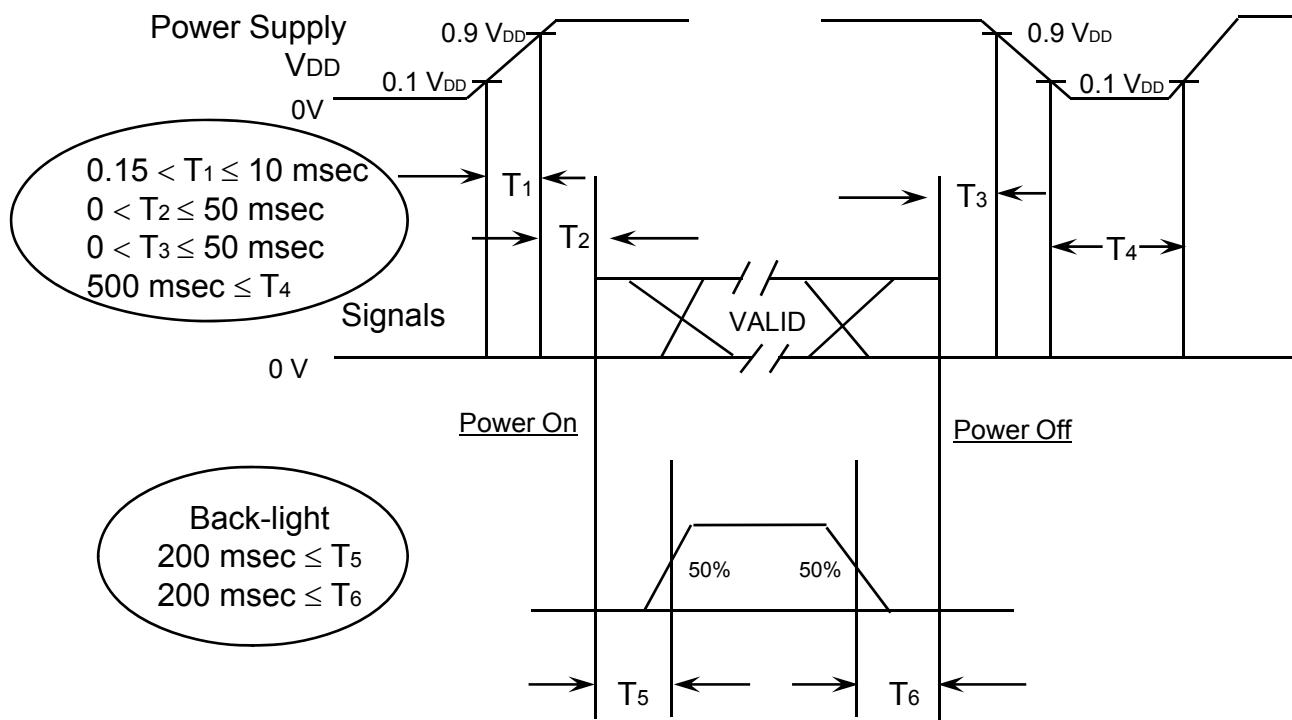 Power Supply
VDD
0.9 VDD
0.9 VDD
0.1 VDD
0.1 VDD
0V
0.15 < T1 ≤ 10 msec
0 < T2 ≤ 50 msec
0 < T3 ≤ 50 msec
500 msec ≤ T4
T1
T2
T3
T4
Signals
VALID
0 V
Power On
Power Off
Back-light
200 msec ≤ T5
200 msec ≤ T6
50%
50%
T5
T6